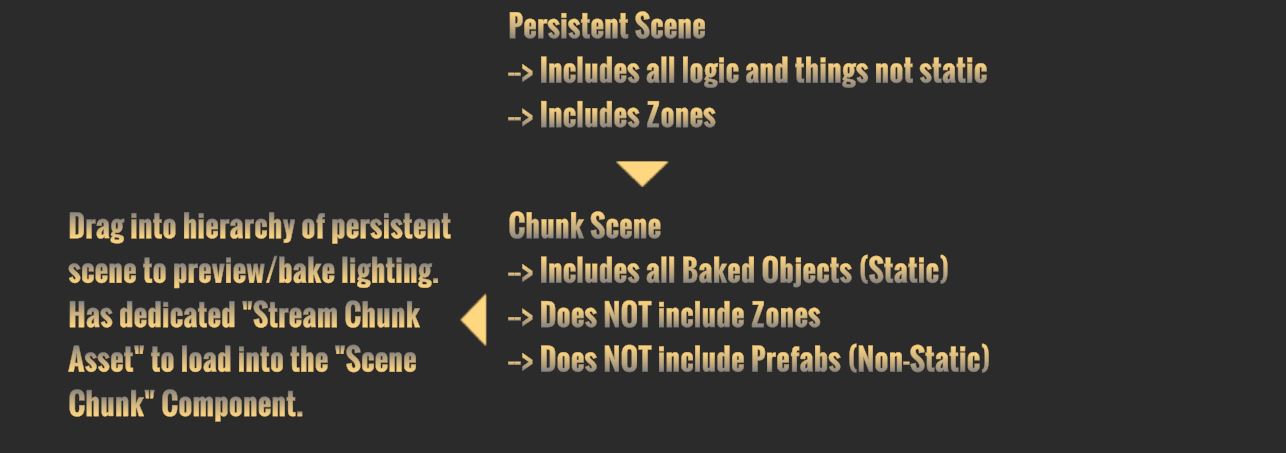 Persistent Scene
--> Includes all logic and things not static
--> Includes Zones
Chunk Scene
--> Includes all Baked Objects (Static)
--> Does NOT include Zones
--> Does NOT include Prefabs (Non-Static)
Drag into hierarchy of persistent
scene to preview/bake lighting.
Has dedicated "Stream Chunk
Asset" to load into the "Scene
Chunk" Component.